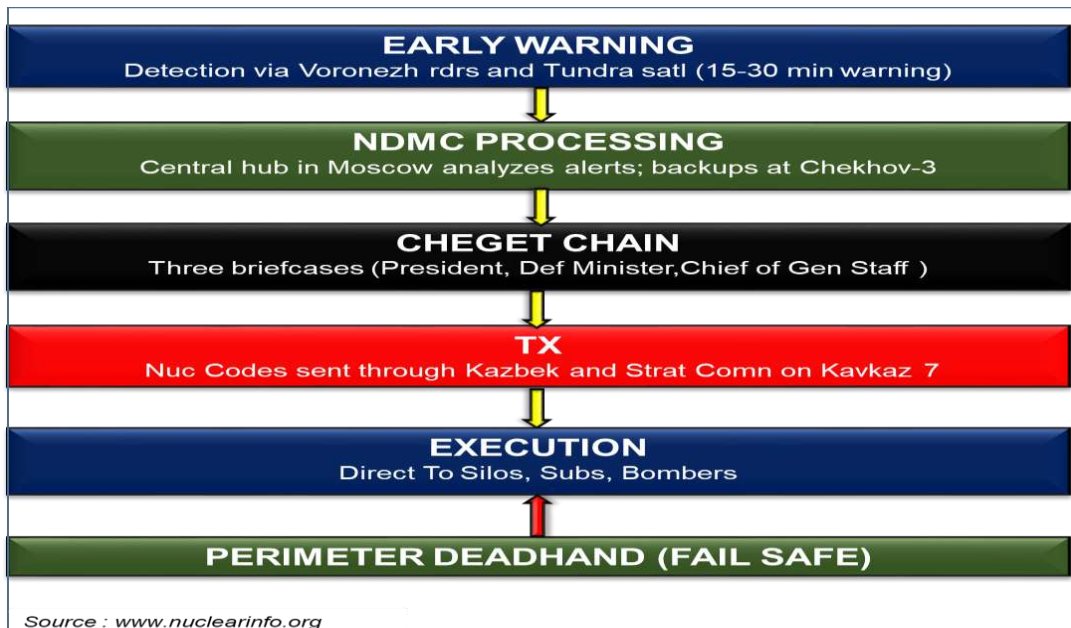 EARLY WARNING
Detection via Voronezh rdrs and Tundra satl (15-30 min warning)
NDMC PROCESSING
Central hub in Moscow analyzes alerts; backups at Chekhov-3
CHEGET CHAIN
Three briefcases (President, Def Minister,Chief of Gen Staff )
TX
Nuc Codes sent through Kazbek and Strat Comn on Kavkaz 7
EXECUTION
Direct To Silos, Subs, Bombers
PERIMETER DEADHAND (FAIL SAFE)
Source : www.nuclearinfo.org